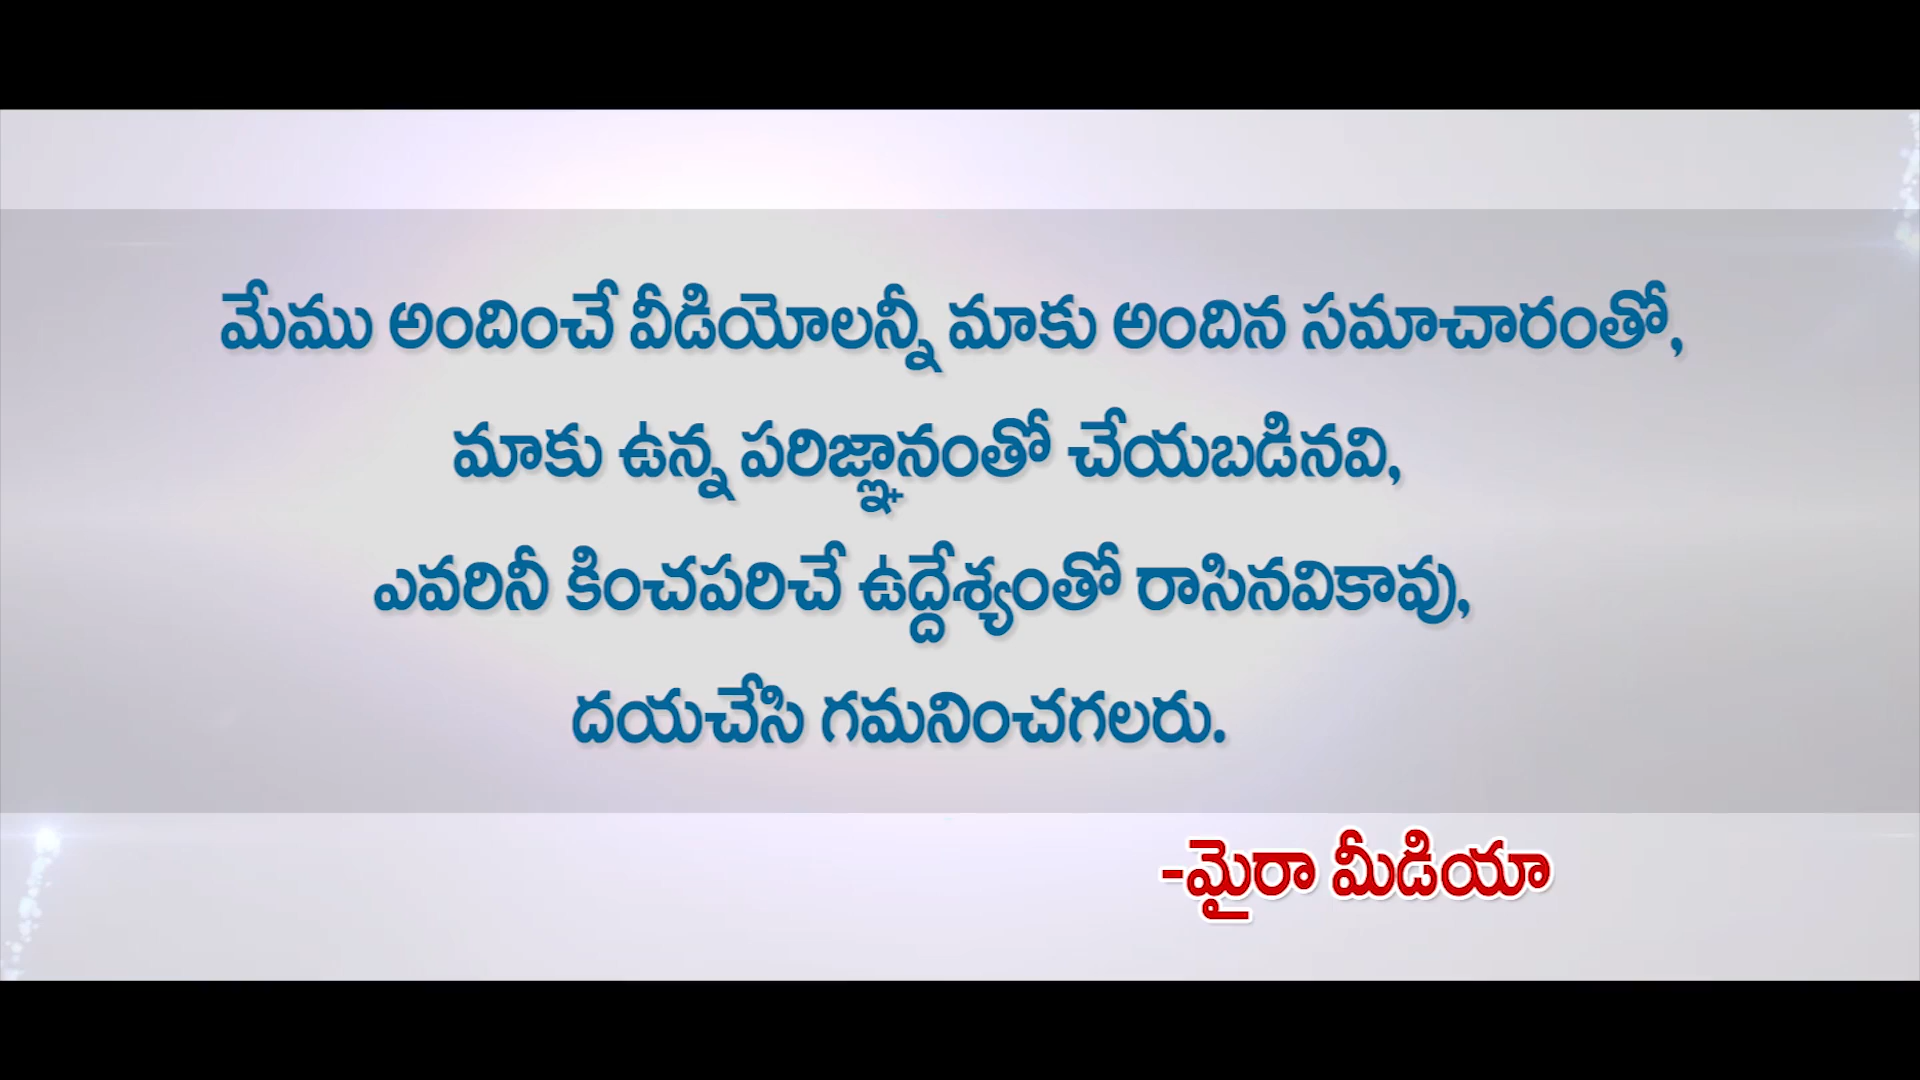 మేము అందించే వీడియోలన్నీ మాకు అందిన సమాచారంతో,
మాకు ఉన్న పరిజ్ఞానంతో చేయబడినవి,
ఎవరినీ కించపరిచే ఉద్దేశ్యంతో రాసినవికావు,
దయచేసి గమనించగలరు.
-మైరా మీడియా